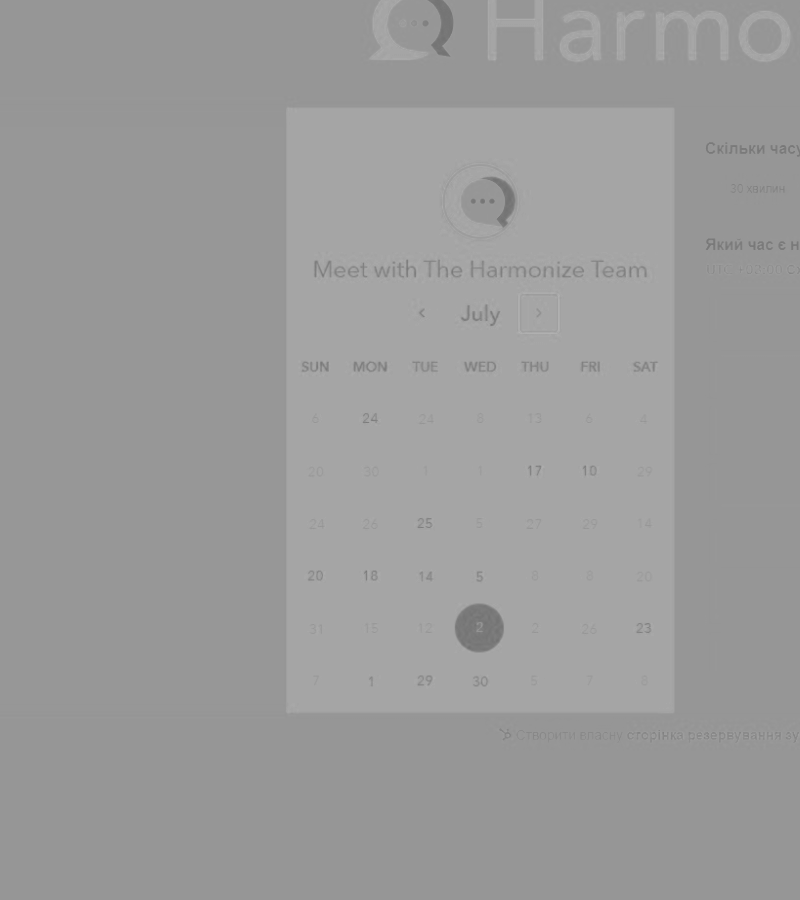 Harmo
Скільки часу
30 хвилин
Який час є н
Meet with The Harmonize Team
July
SUN MON TUE WED THU FRI SAT
6 24 24 8 13 6 4
20 30 1 1 17 10 29
24 26 25 5 27 29 14
20 18 14 5 8 8 20
31 15 12 2 2 26 23
7 1 29 30 5 7 8
Створити власну сторінка резервування зу